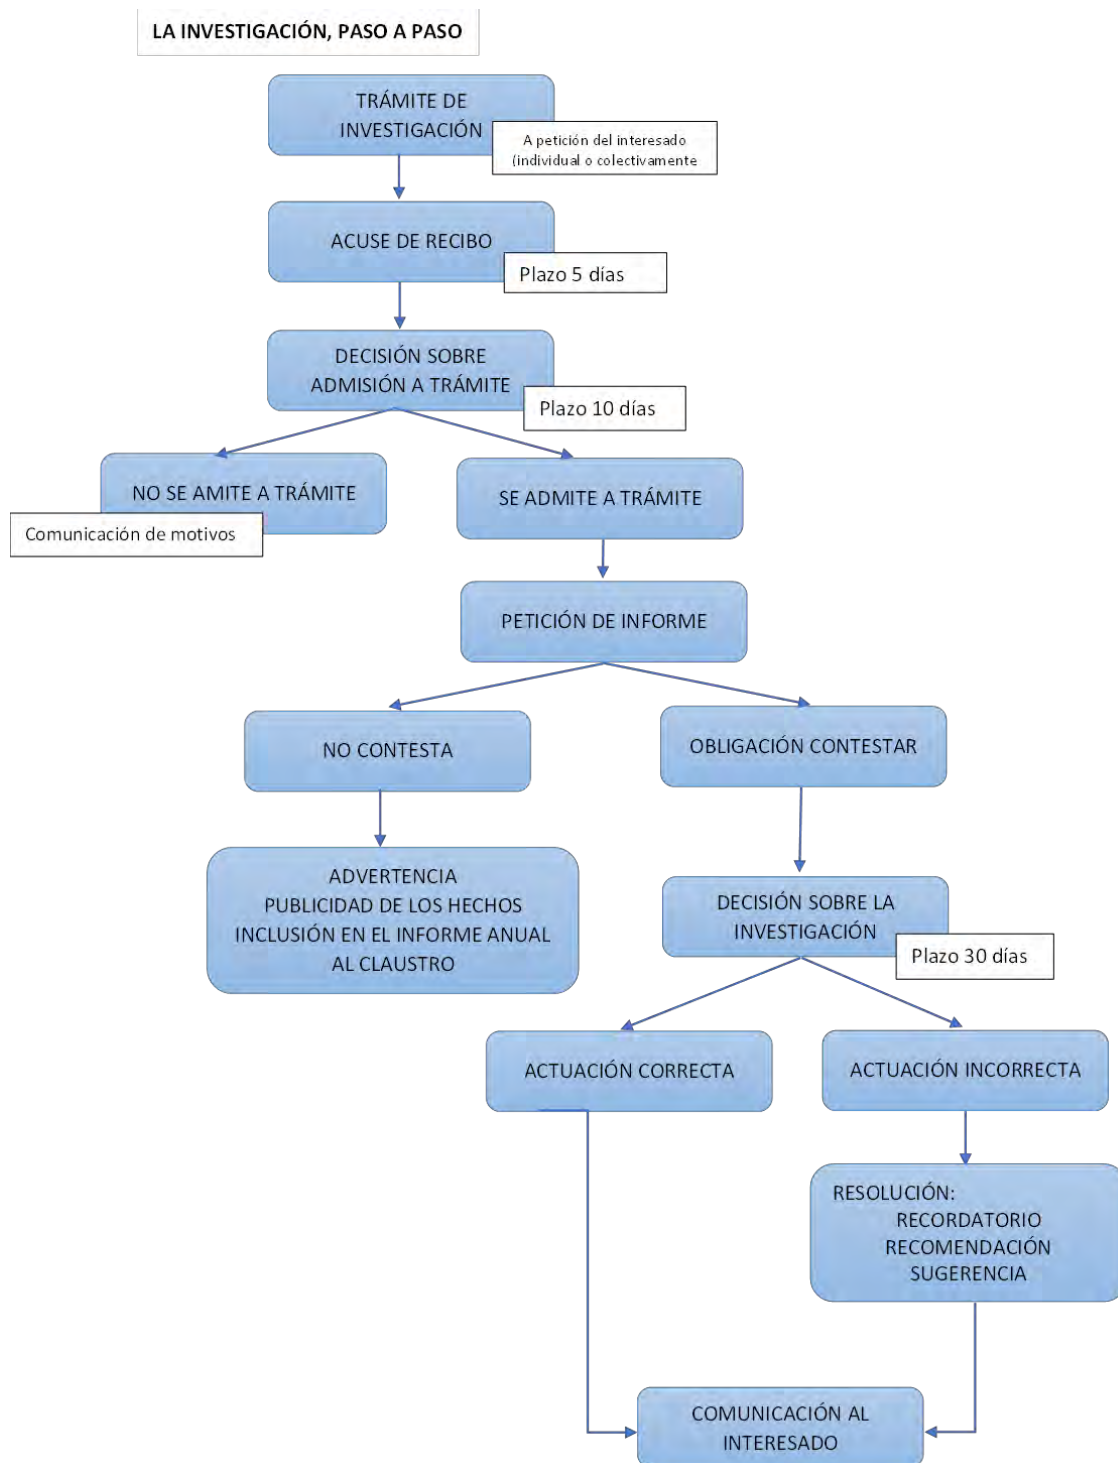 LA INVESTIGACIÓN, PASO A PASO
TRÁMITE DE
INVESTIGACIÓN
A petición del interesado
(individual o colectivamente
ACUSE DE RECIBO
Plazo 5 días
DECISIÓN SOBRE
ADMISIÓN A TRÁMITE
Plazo 10 días
NO SE AMITE A TRÁMITE
Comunicación de motivos
SE ADMITE A TRÁMITE
PETICIÓN DE INFORME
NO CONTESTA
OBLIGACIÓN CONTESTAR
ADVERTENCIA
PUBLICIDAD DE LOS HECHOS
INCLUSIÓN EN EL INFORME ANUAL
AL CLAUSTRO
DECISIÓN SOBRE LA
INVESTIGACIÓN
Plazo 30 días
ACTUACIÓN CORRECTA
ACTUACIÓN INCORRECTA
RESOLUCIÓN:
RECORDATORIO
RECOMENDACIÓN
SUGERENCIA
COMUNICACIÓN AL
INTERESADO